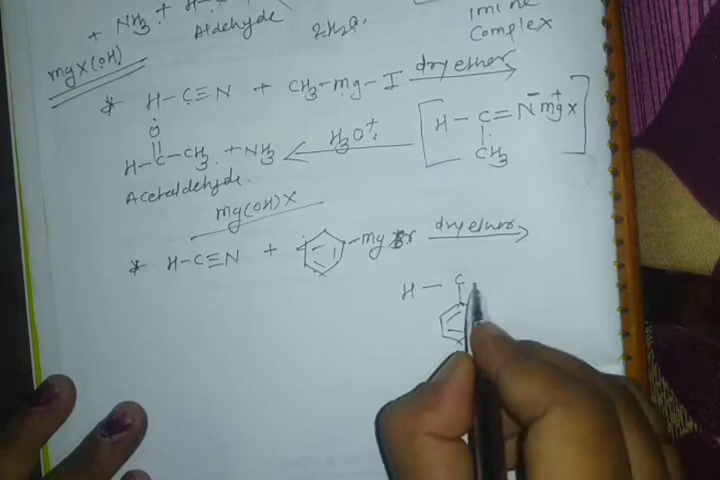 + NH3 + H-
Aldehyde
2H2O.
imine
Complex
mgx(OH)
* H-C≡N + CH3-mg-I dry ether
[H-C=N⁻mg⁺x]
CH3
H3O+
O
H-C-CH3. + NH3
Acetaldehyde.
mg(OH)X
* H-C≡N + -mgBr dry ether
H - C